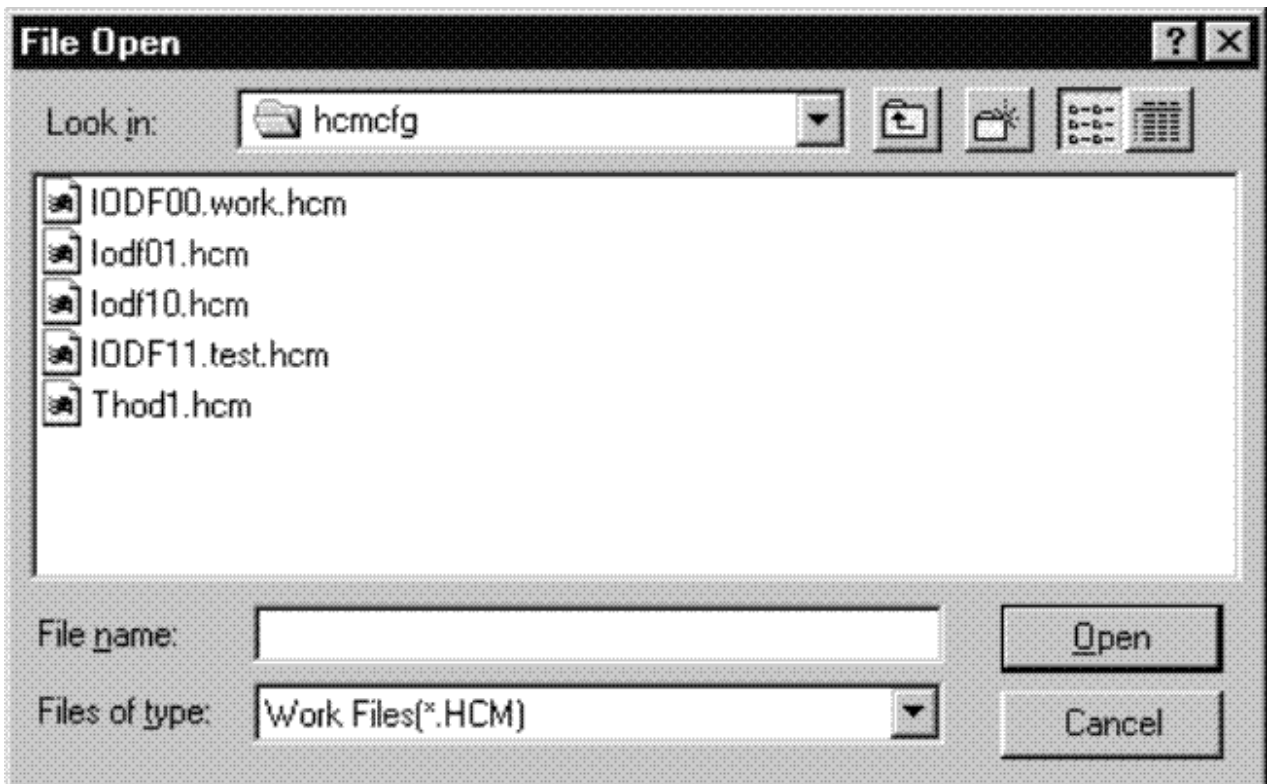 File Open
Look in: hcmcfg
IODF00.work.hcm
Iodf01.hcm
Iodf10.hcm
IODF11.test.hcm
Thod1.hcm
File name: Open
Files of type: Work Files(*.HCM) Cancel